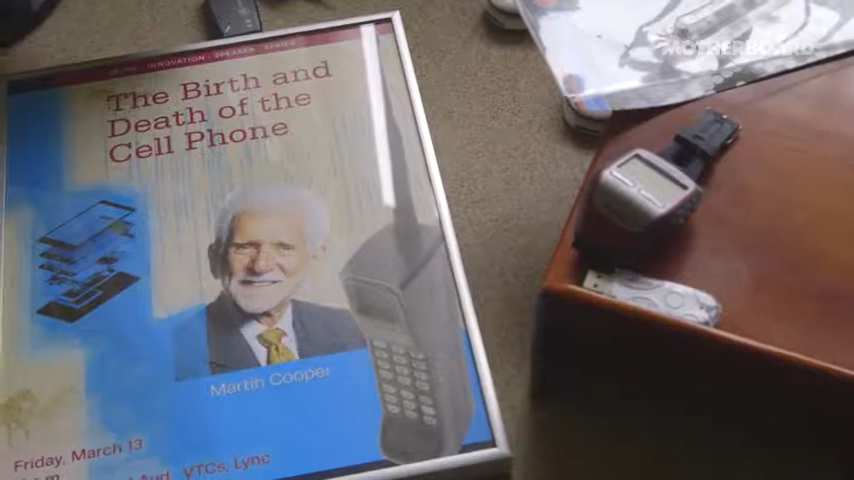 INNOVATION SPEAKER SERIES
The Birth and
Death of the
Cell Phone
Martin Cooper
Friday, March 13
Aud VTCs, Lync
MOTHERBOARD